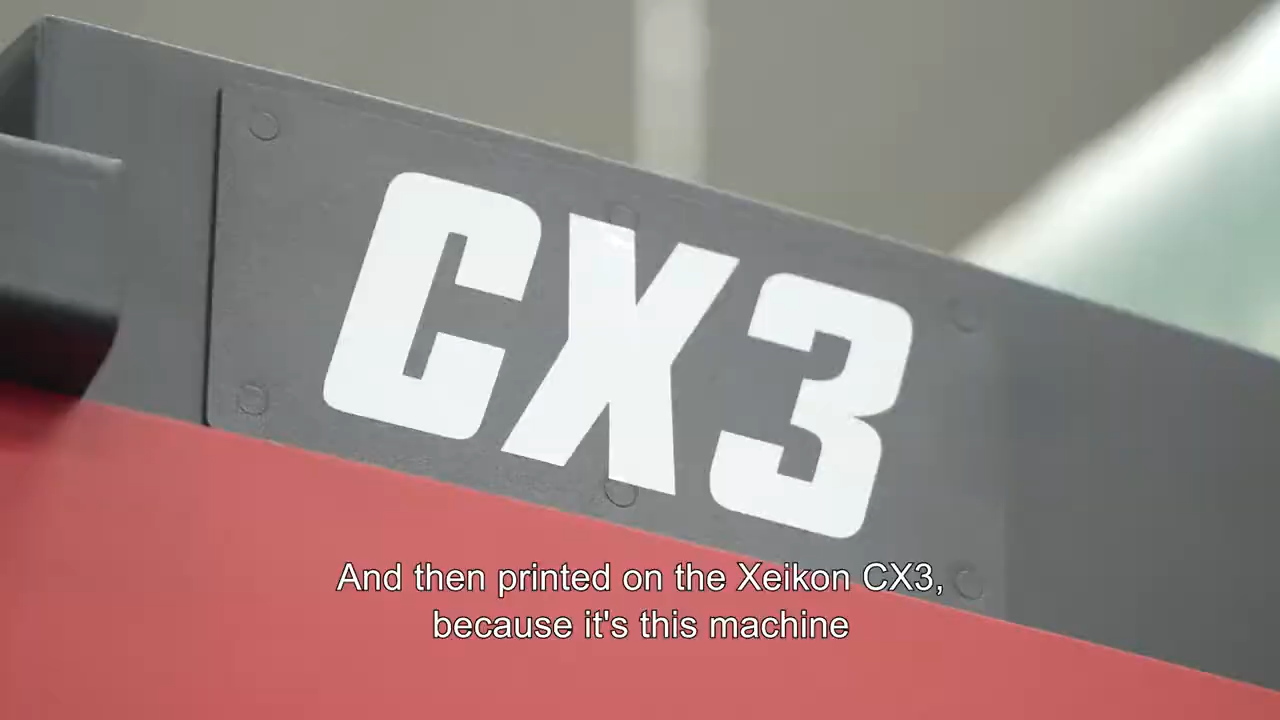 CX3
And then printed on the Xeikon CX3,
because it's this machine